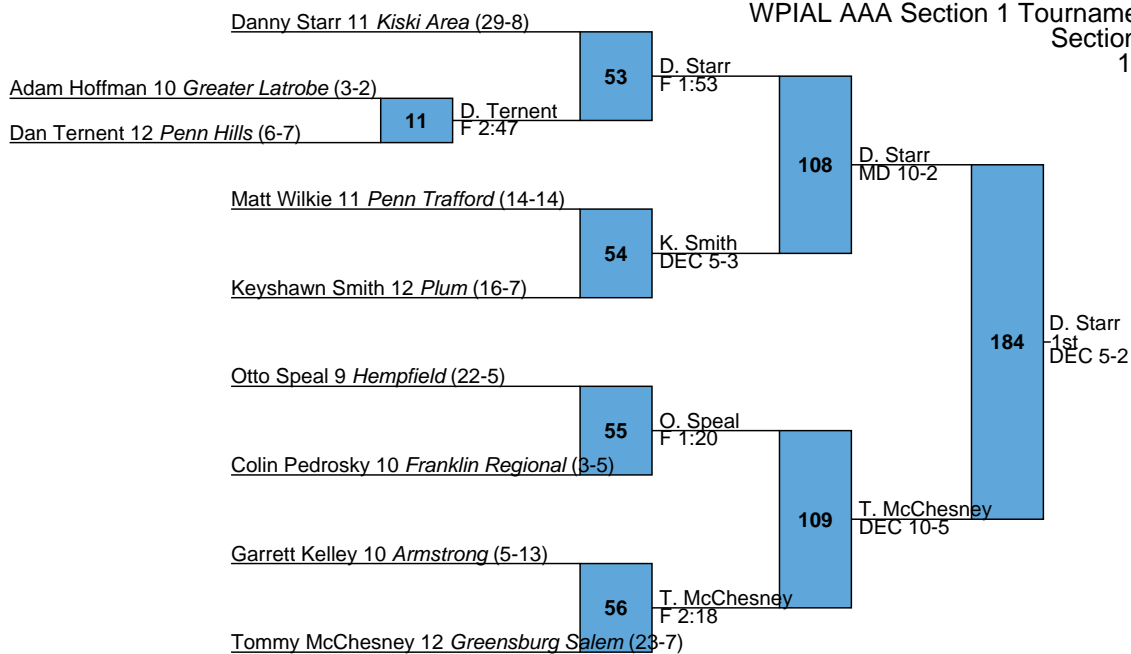 WPIAL AAA Section 1 Tourname
Section
1
Danny Starr 11 Kiski Area (29-8)
53
D. Starr
F 1:53
Adam Hoffman 10 Greater Latrobe (3-2)
11
D. Ternent
F 2:47
Dan Ternent 12 Penn Hills (6-7)
108
D. Starr
MD 10-2
Matt Wilkie 11 Penn Trafford (14-14)
54
K. Smith
DEC 5-3
Keyshawn Smith 12 Plum (16-7)
184
D. Starr
1st
DEC 5-2
Otto Speal 9 Hempfield (22-5)
55
O. Speal
F 1:20
Colin Pedrosky 10 Franklin Regional (3-5)
109
T. McChesney
DEC 10-5
Garrett Kelley 10 Armstrong (5-13)
56
T. McChesney
F 2:18
Tommy McChesney 12 Greensburg Salem (23-7)